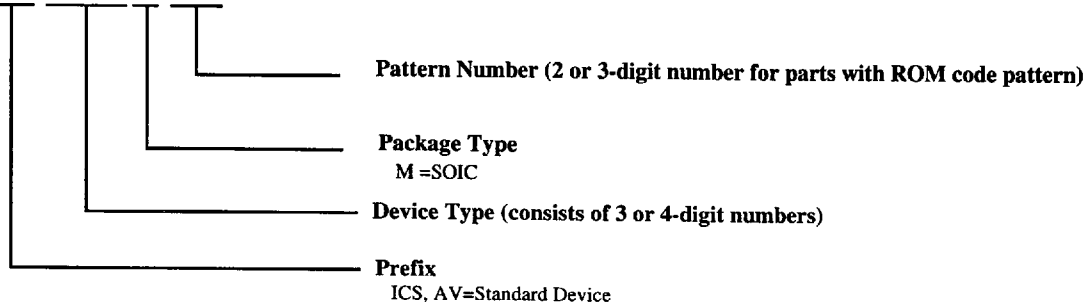 Pattern Number (2 or 3-digit number for parts with ROM code pattern)
Package Type
M =SOIC
Device Type (consists of 3 or 4-digit numbers)
Prefix
ICS, AV=Standard Device